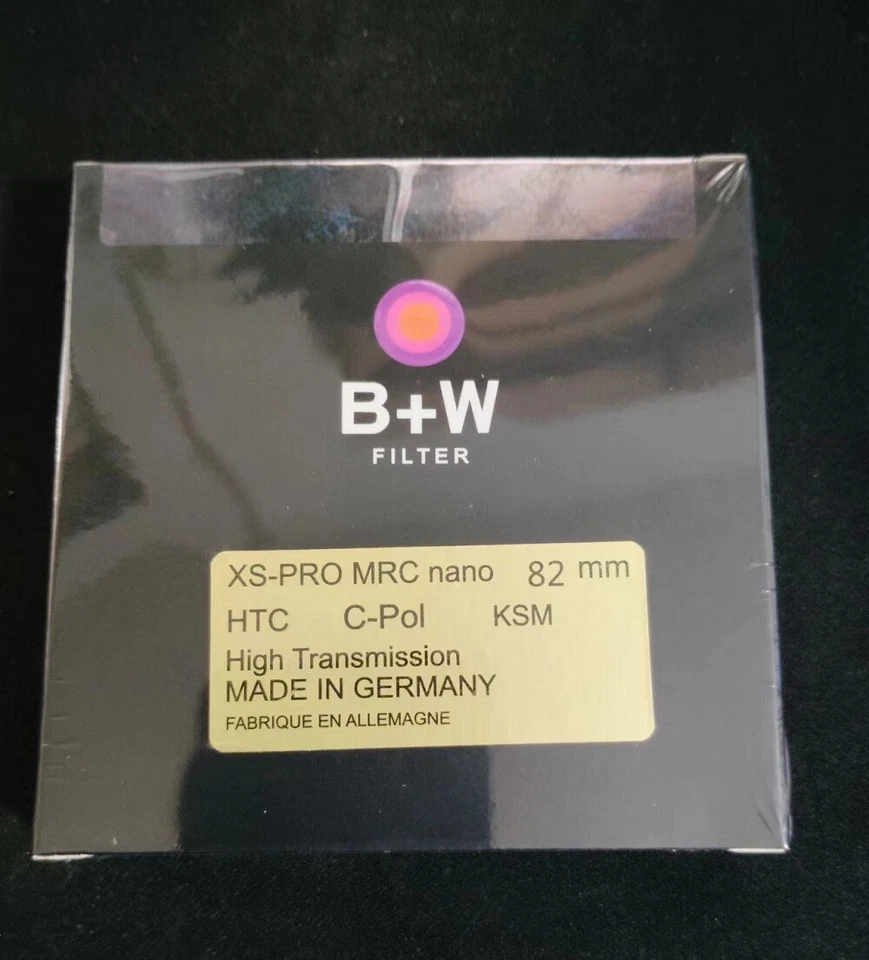 B+W
FILTER
XS-PRO MRC nano 82 mm
HTC C-Pol KSM
High Transmission
MADE IN GERMANY
FABRIQUE EN ALLEMAGNE